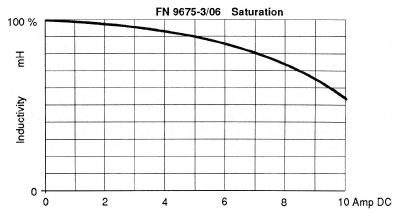 FN 9675-3/06 Saturation
100 %
mH
Inductivity
0
0 2 4 6 8 10 Amp DC